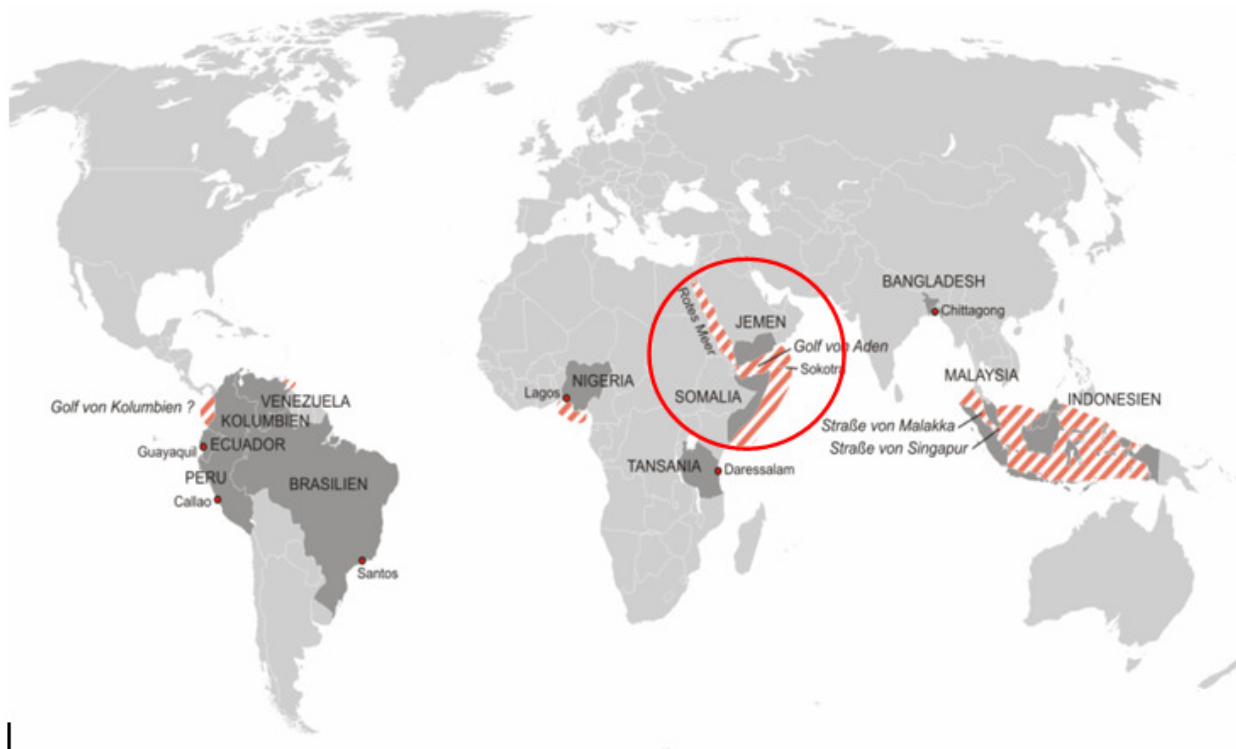 BANGLADESH
Chittagong
Rotes Meer
JEMEN
Golf von Aden
Sokotra
MALAYSIA
NIGERIA
Lagos
SOMALIA
INDONESIEN
VENEZUELA
Golf von Kolumbien ?
KOLUMBIEN
Straße von Malakka
ECUADOR
Guayaquil
Straße von Singapur
TANSANIA
Daressalam
PERU
BRASILIEN
Callao
Santos